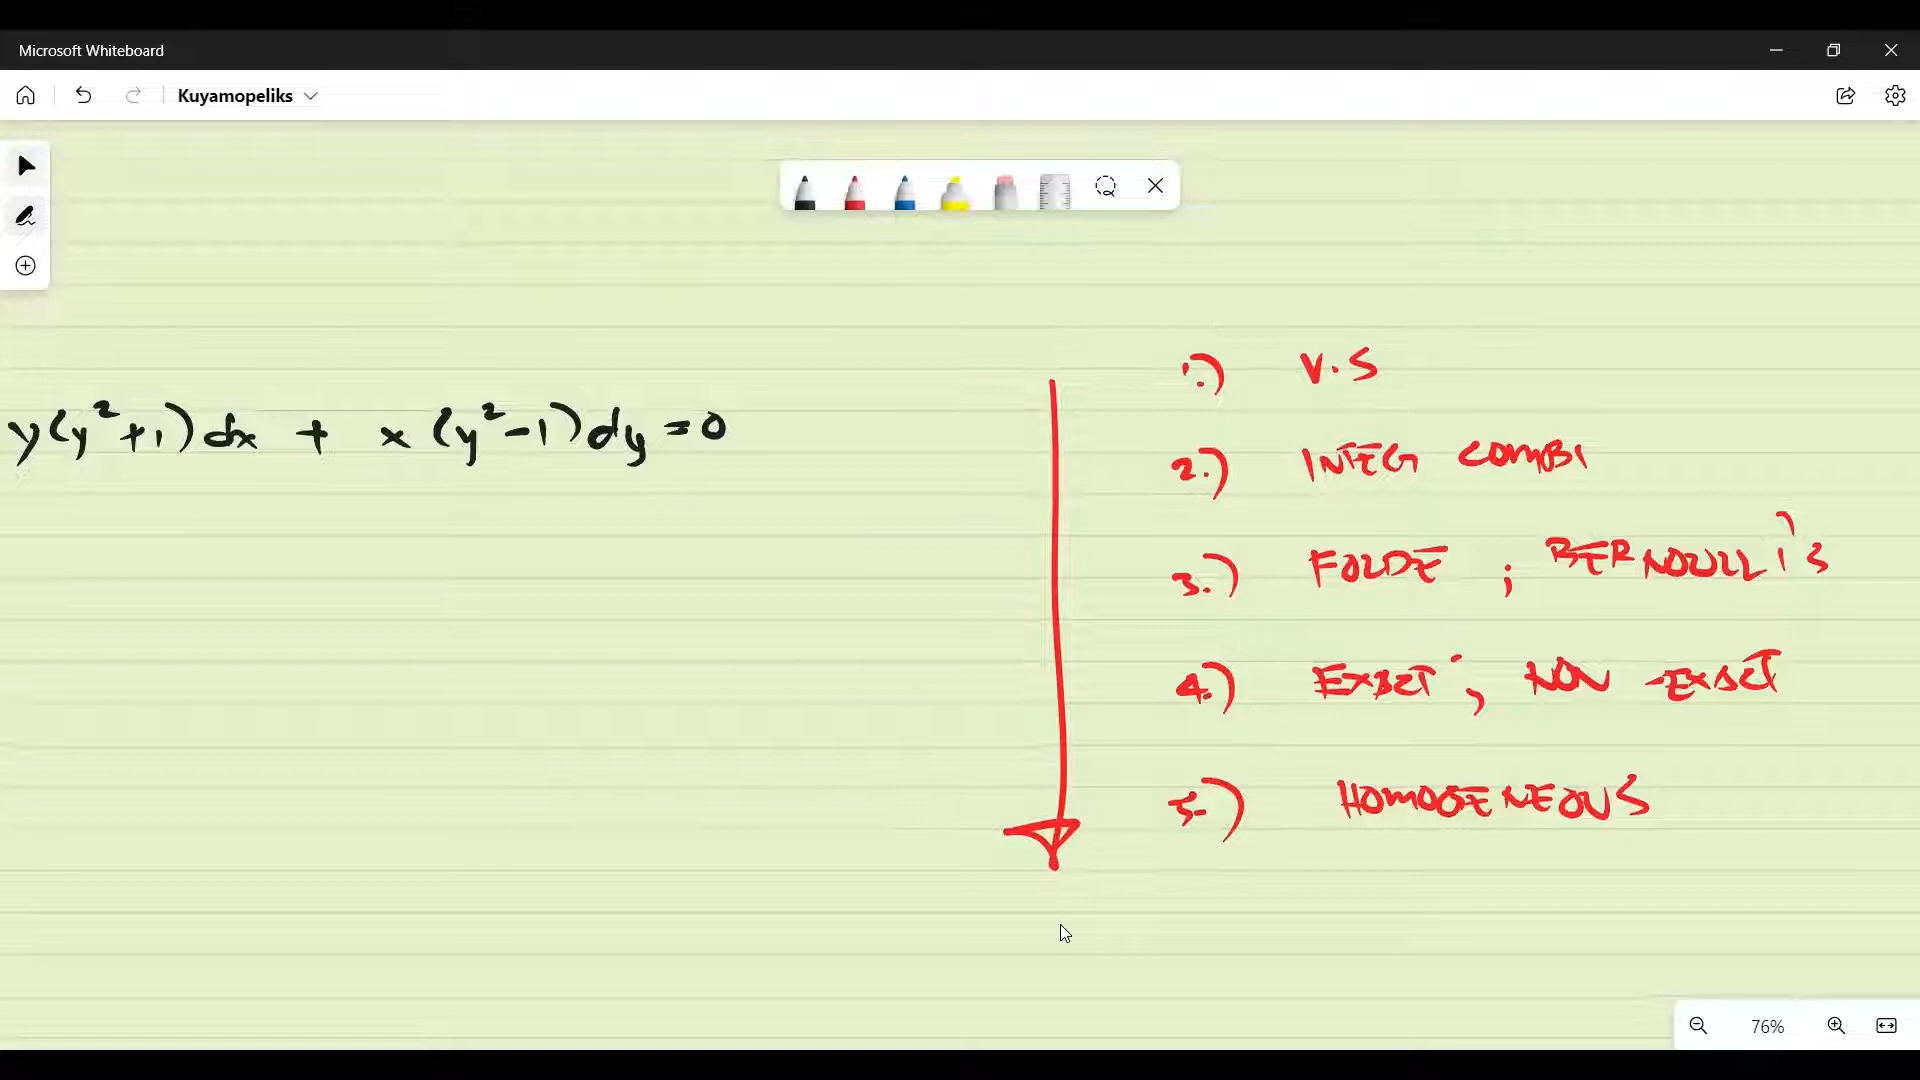 Microsoft Whiteboard
Kuyamopeliks
y(y²+1)dx + x(y²-1)dy=0
1.) V.S
2.) INTEG COMBI
3.) FOLDE ; BERNOULLI'S
4.) EXACT ; NON-EXACT
5.) HOMOGENEOUS
76%